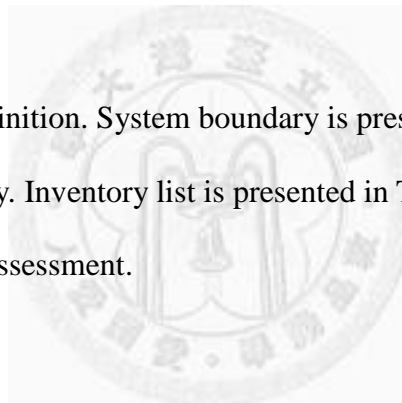 inition. System boundary is pres
y. Inventory list is presented in T
ssessment.